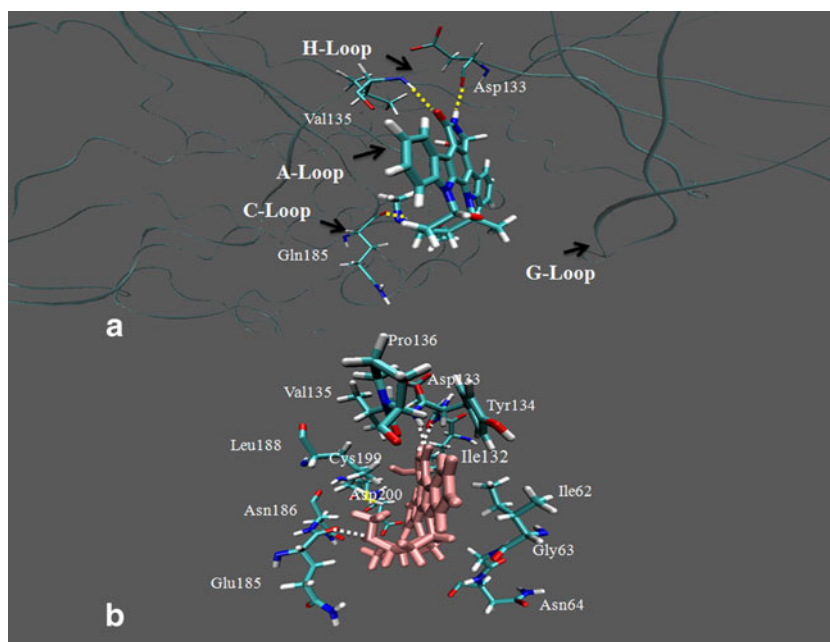 H-Loop
Asp133
Val135
A-Loop
C-Loop
Gln185
G-Loop
a
Pro136
Asp133
Val135
Tyr134
Leu188
Cys199
Ile132
Asp200
Ile62
Asn186
Gly63
Glu185
Asn64
b